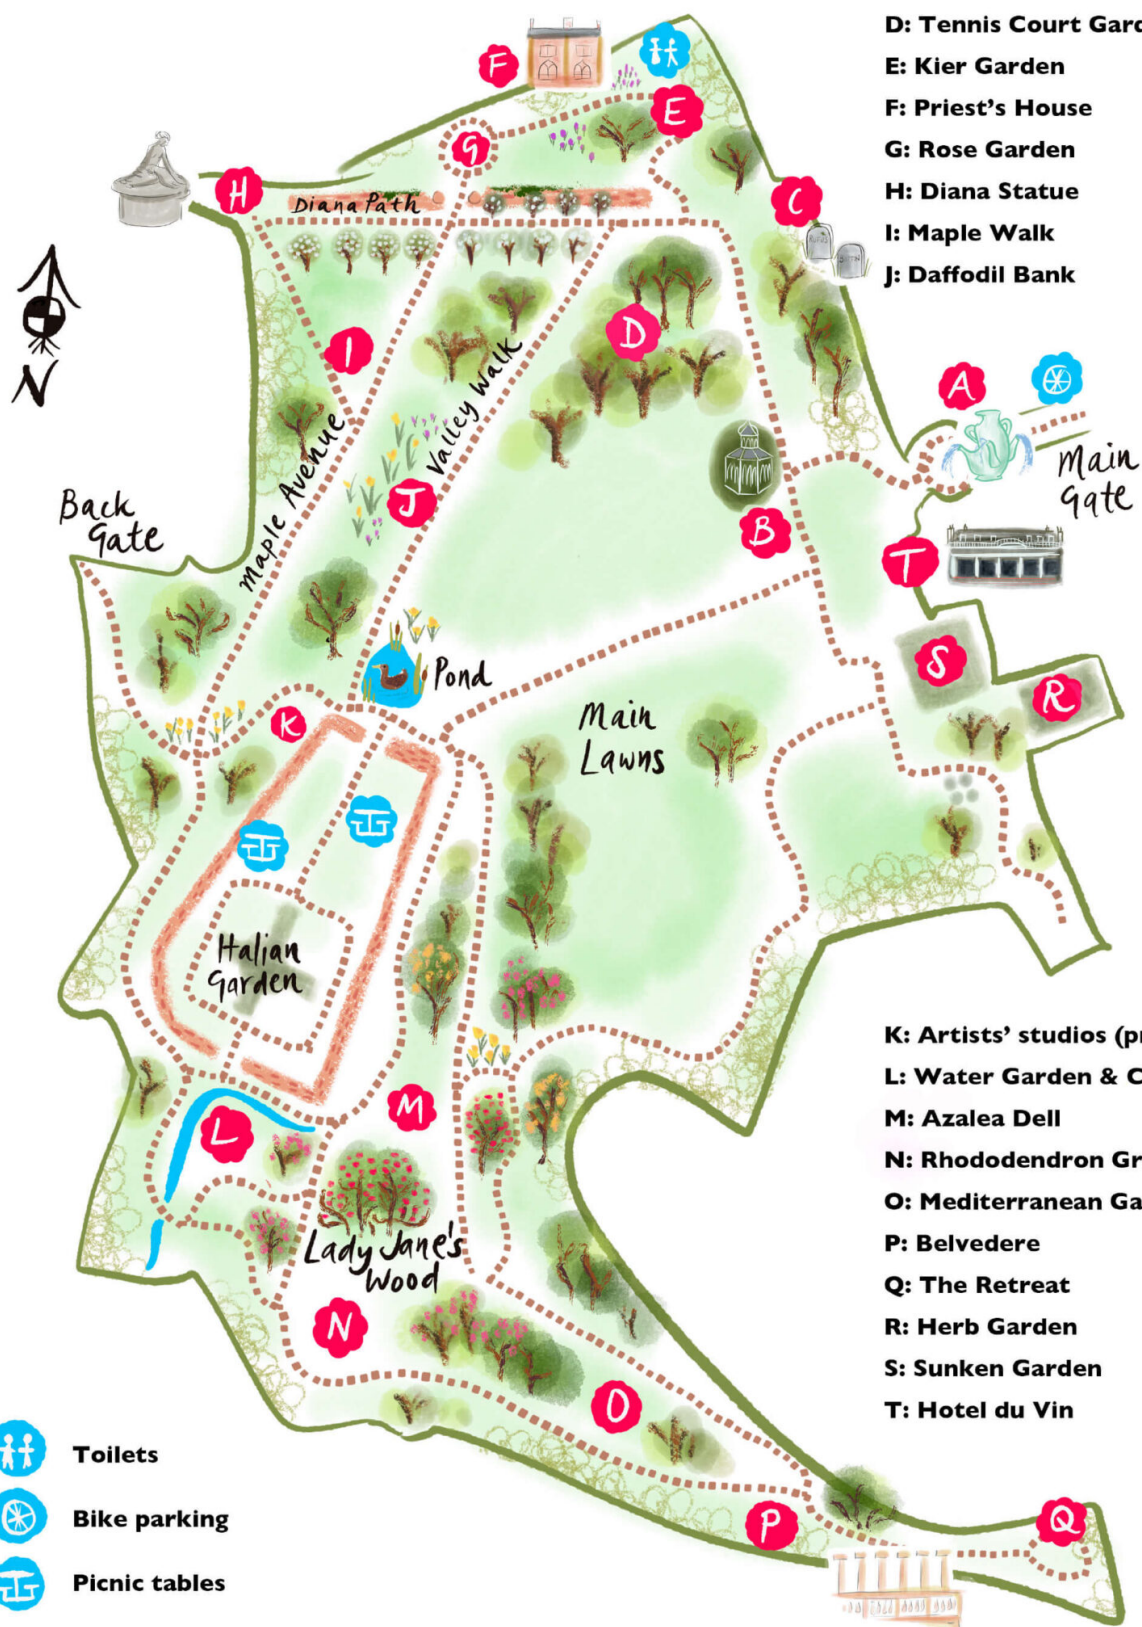 D: Tennis Court Gard
E: Kier Garden
F: Priest's House
G: Rose Garden
H: Diana Statue
I: Maple Walk
J: Daffodil Bank
F
E
G
H
Diana Path
C
I
D
A
N
Maple Avenue
Valley Walk
J
Main
Gate
Back
Gate
B
T
S
R
Pond
K
Main
Lawns
Italian
Garden
K: Artists' studios (pr
L: Water Garden & C
M: Azalea Dell
N: Rhododendron Gr
O: Mediterranean Ga
P: Belvedere
Q: The Retreat
R: Herb Garden
S: Sunken Garden
T: Hotel du Vin
M
L
Lady Jane's
Wood
N
O
P
Q
Toilets
Bike parking
Picnic tables